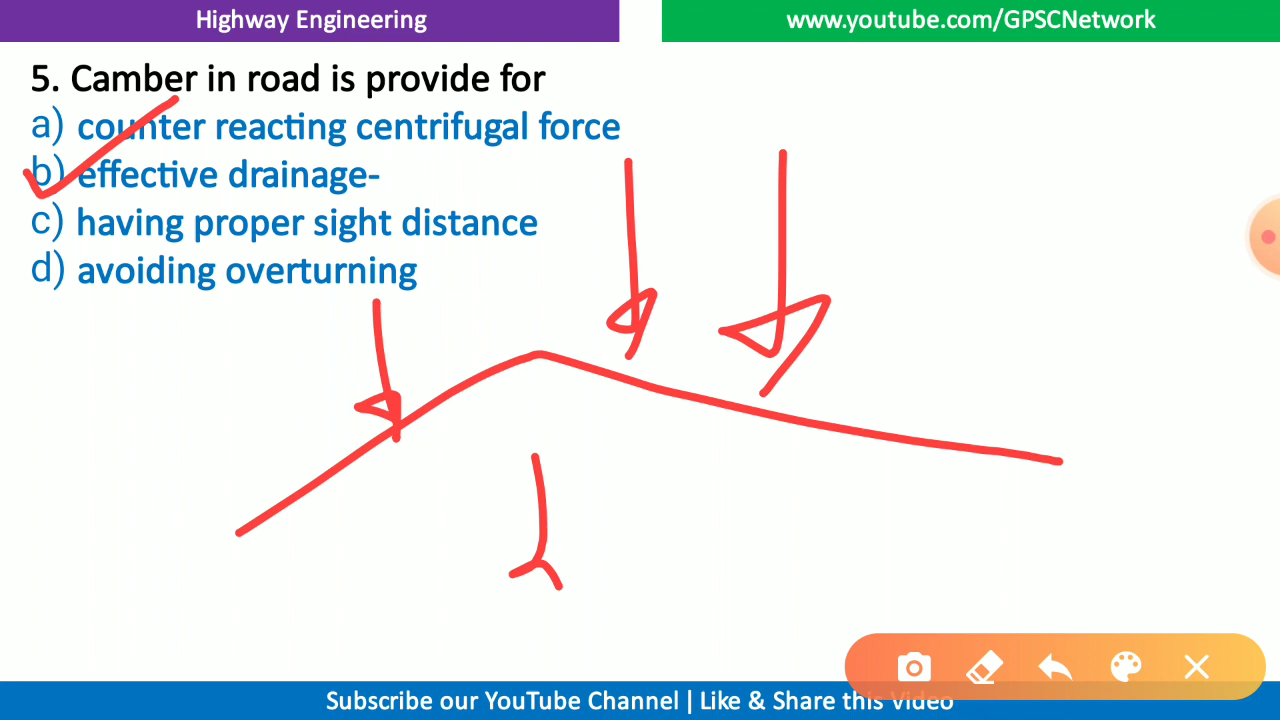 Highway Engineering
www.youtube.com/GPSCNetwork
5. Camber in road is provide for
a) counter reacting centrifugal force
b) effective drainage-
c) having proper sight distance
d) avoiding overturning
Subscribe our YouTube Channel | Like & Share this Video